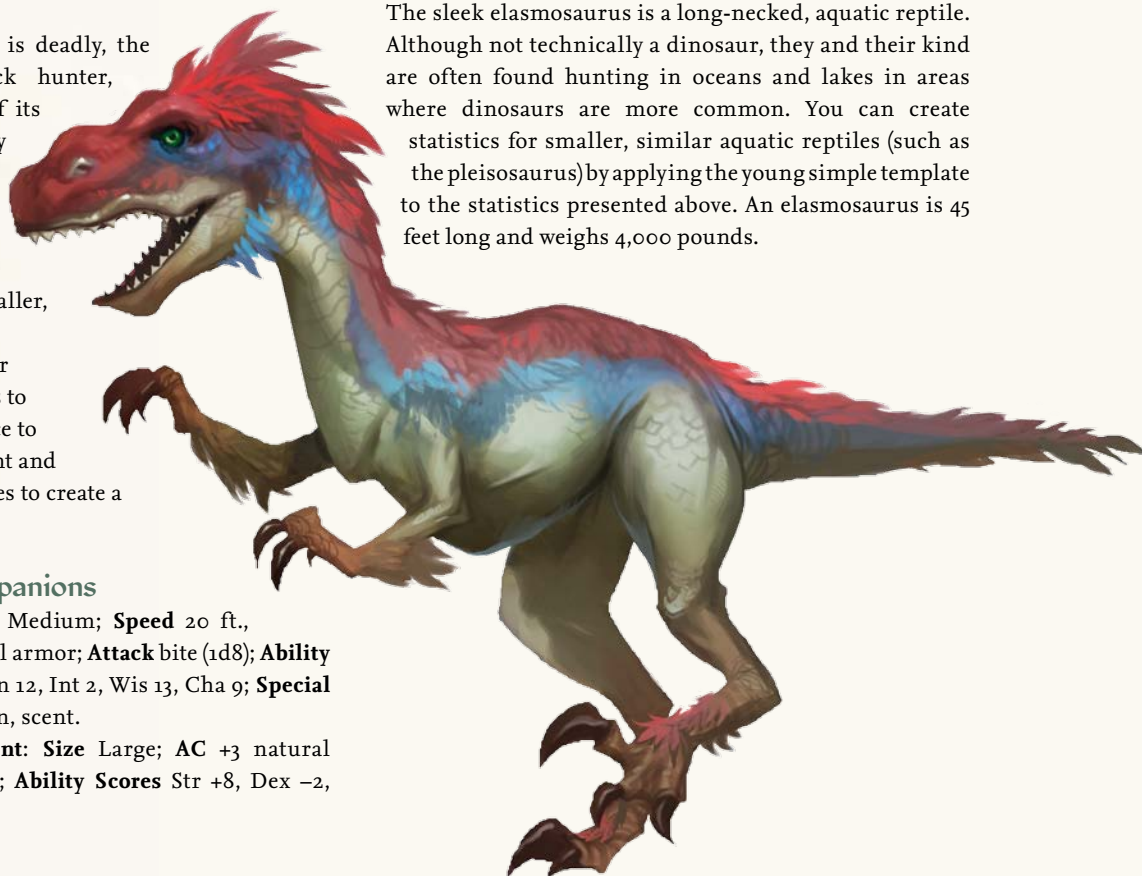 is deadly, the
ck hunter,
f its
y
aller,
r
s to
ce to
nt and
es to create a
panions
Medium; Speed 20 ft.,
l armor; Attack bite (1d8); Ability
n 12, Int 2, Wis 13, Cha 9; Special
n, scent.
nt: Size Large; AC +3 natural
; Ability Scores Str +8, Dex –2,
The sleek elasmosaurus is a long-necked, aquatic reptile.
Although not technically a dinosaur, they and their kind
are often found hunting in oceans and lakes in areas
where dinosaurs are more common. You can create
statistics for smaller, similar aquatic reptiles (such as
the pleisosaurus) by applying the young simple template
to the statistics presented above. An elasmosaurus is 45
feet long and weighs 4,000 pounds.